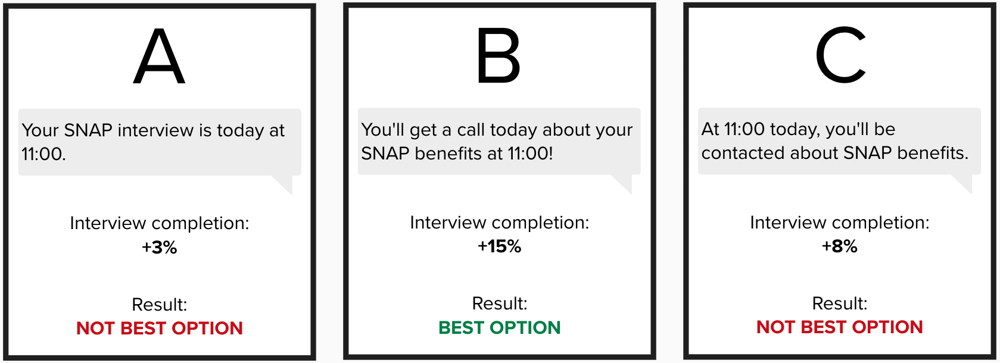 A
Your SNAP interview is today at
11:00.
Interview completion:
+3%
Result:
NOT BEST OPTION
B
You'll get a call today about your
SNAP benefits at 11:00!
Interview completion:
+15%
Result:
BEST OPTION
C
At 11:00 today, you'll be
contacted about SNAP benefits.
Interview completion:
+8%
Result:
NOT BEST OPTION